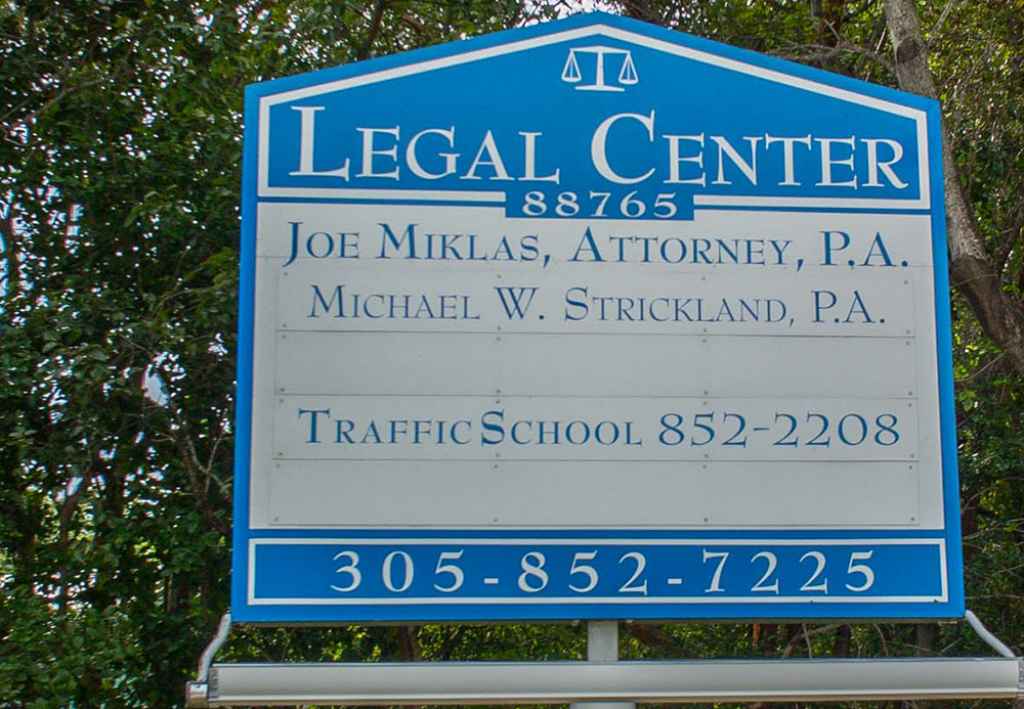 LEGAL CENTER
88765
JOE MIKLAS, ATTORNEY, P.A.
MICHAEL W. STRICKLAND, P.A.
TRAFFIC SCHOOL 852-2208
305-852-7225